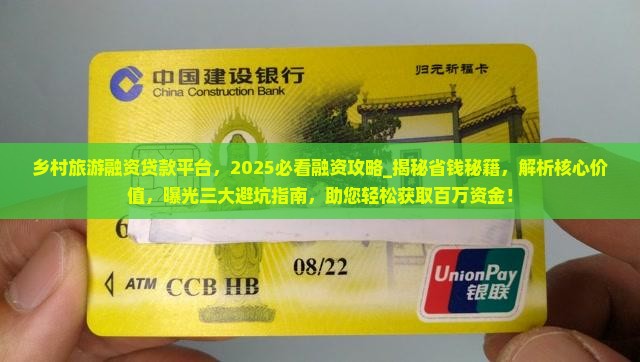 中国建设银行
China Construction Bank
归元祈福卡
乡村旅游融资贷款平台，2025必看融资攻略_揭秘省钱秘籍，解析核心价
值，曝光三大避坑指南，助您轻松获取百万资金！
6
08/22
ATM CCB HB
UnionPay
银联